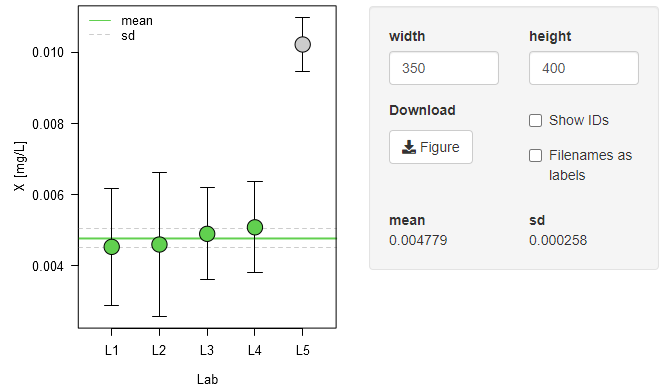 mean
sd
0.010
0.008
0.006
0.004
X [mg/L]
L1 L2 L3 L4 L5
Lab
width height
350 400
Download
Show IDs
Figure
Filenames as
labels
mean sd
0.004779 0.000258